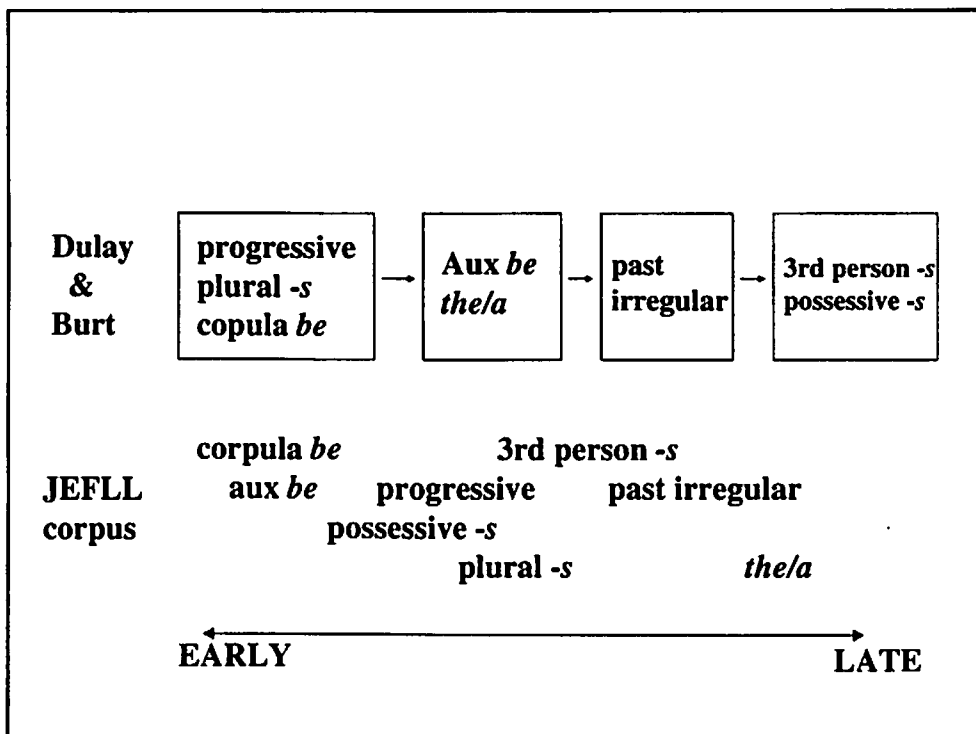 Dulay
&
Burt
progressive
plural -s
copula be
Aux be
the/a
past
irregular
3rd person -s
possessive -s
JEFLL
corpus
corpula be
3rd person -s
aux be
progressive
past irregular
possessive -s
plural -s
the/a
EARLY
LATE